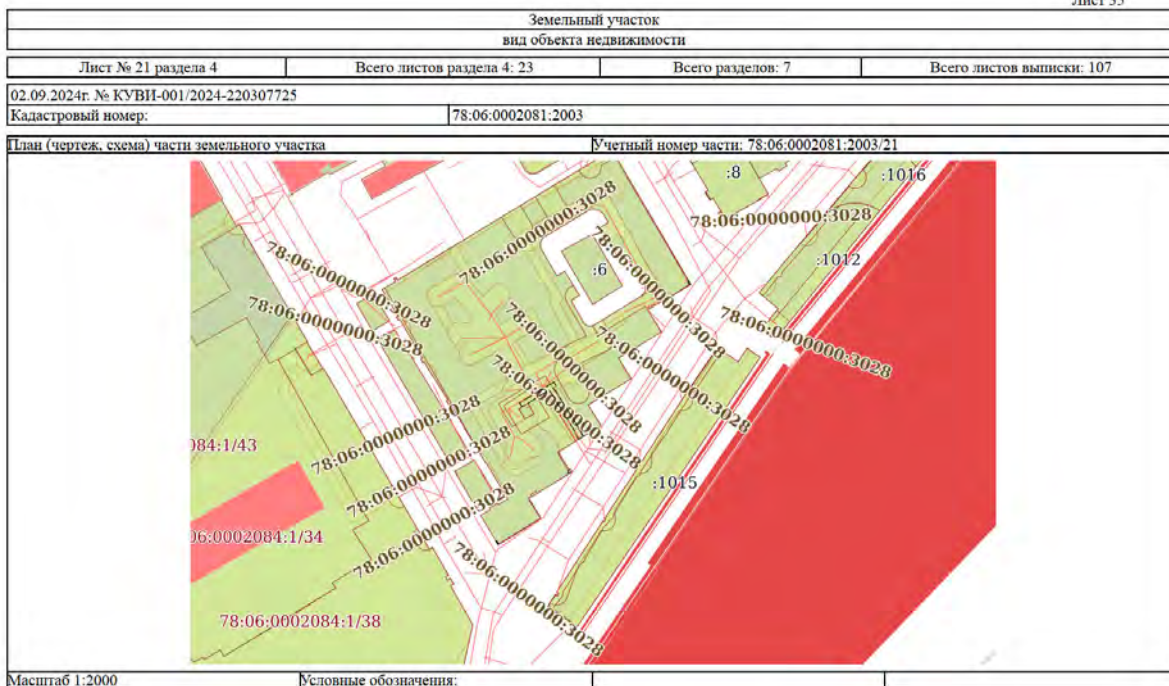 Лист 35
Земельный участок
вид объекта недвижимости
Лист № 21 раздела 4 Всего листов раздела 4: 23 Всего разделов: 7 Всего листов выписки: 107
02.09.2024г. № КУВИ-001/2024-220307725
Кадастровый номер: 78:06:0002081:2003
План (чертеж, схема) части земельного участка Учетный номер части: 78:06:0002081:2003/21
:8
:1016
78:06:0000000:3028
78:06:0000000:3028
78:06:0000000:3028
78:06:0000000:3028
:6
:1012
78:06:0000000:3028
78:06:0000000:3028
78:06:0000000:3028
78:06:0000000:3028
78:06:0000000:3028
78:06:0000000:3028
78:06:0000000:3028
084:1/43
78:06:0000000:3028
:1015
78:06:0000000:3028
06:0002084:1/34
78:06:0000000:3028
78:06:0002084:1/38
Масштаб 1:2000 Условные обозначения: